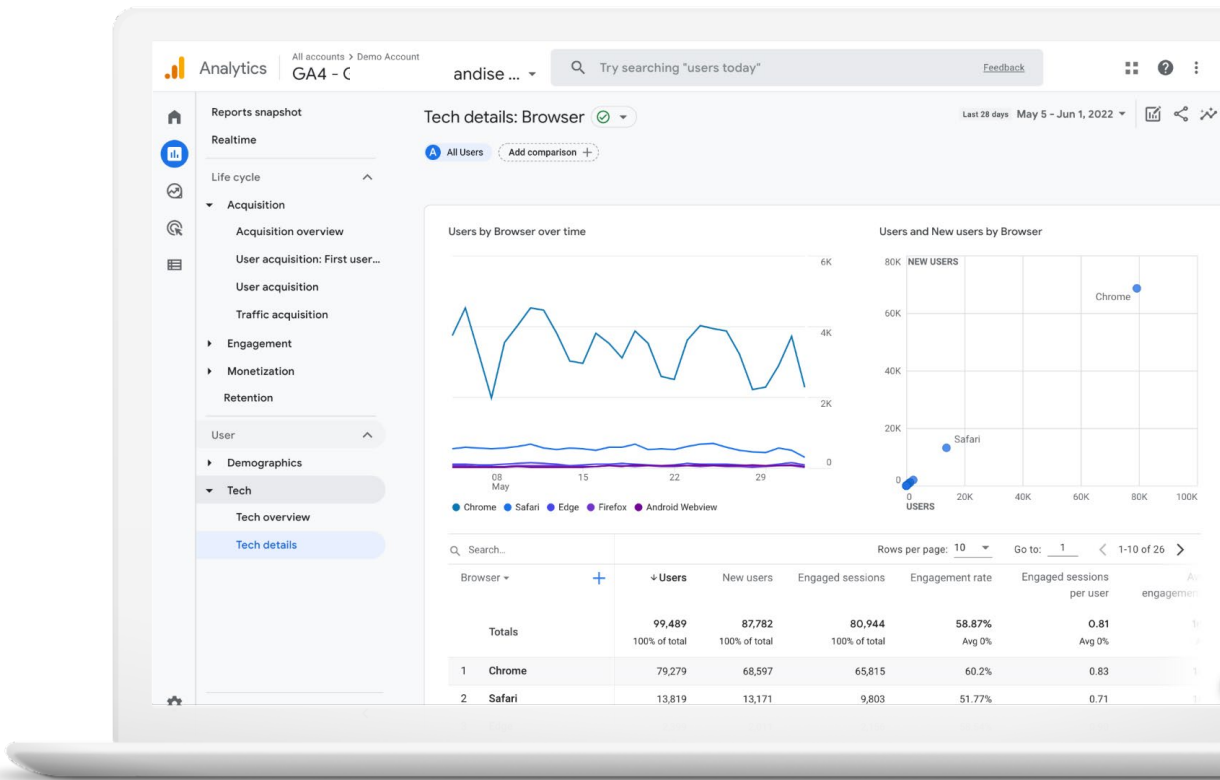 Analytics
All accounts > Demo Account
GA4 - 
andise ...
Try searching "users today"
Feedback
Reports snapshot
Realtime
Life cycle
Acquisition
Acquisition overview
User acquisition: First user...
User acquisition
Traffic acquisition
Engagement
Monetization
Retention
User
Demographics
Tech
Tech overview
Tech details
Tech details: Browser
Last 28 days May 5 - Jun 1, 2022
A All Users
Add comparison +
Users by Browser over time
6K
4K
2K
0
08
May
15
22
29
Chrome Safari Edge Firefox Android Webview
Users and New users by Browser
80K NEW USERS
60K
40K
20K
0
Chrome
Safari
0 20K 40K 60K 80K 100K
USERS
Search...
Rows per page: 10 Go to: 1 < 1-10 of 26 >
Browser + ↓ Users New users Engaged sessions Engagement rate Engaged sessions
per user
Totals 99,489 87,782 80,944 58.87% 0.81
100% of total 100% of total 100% of total Avg 0% Avg 0%
1 Chrome 79,279 68,597 65,815 60.2% 0.83
2 Safari 13,819 13,171 9,803 51.77% 0.71